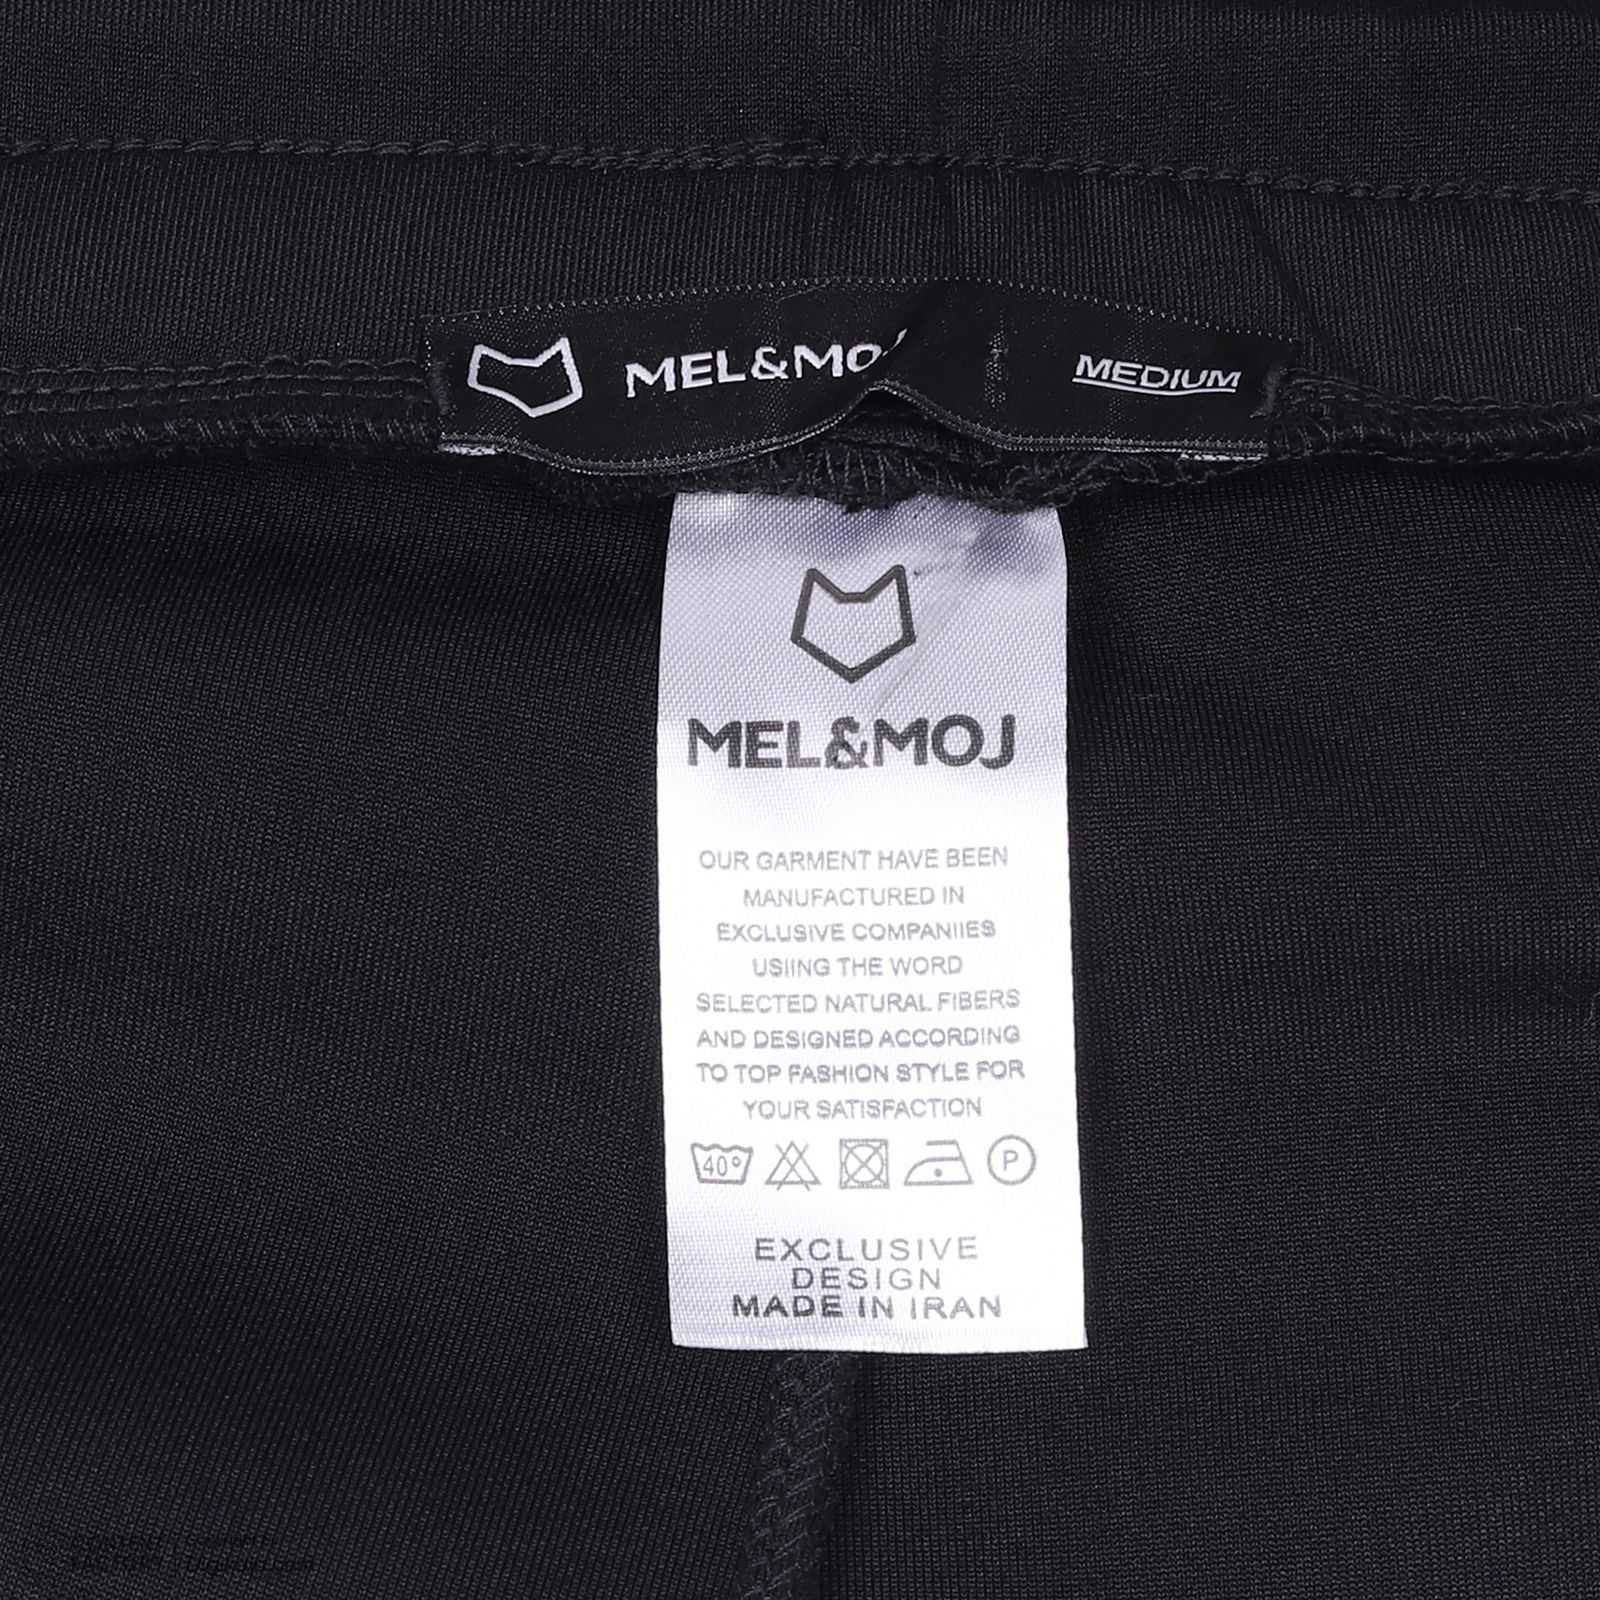 MEL&MOJ
MEDIUM
MEL&MOJ
OUR GARMENT HAVE BEEN
MANUFACTURED IN
EXCLUSIVE COMPANIIES
USIING THE WORD
SELECTED NATURAL FIBERS
AND DESIGNED ACCORDING
TO TOP FASHION STYLE FOR
YOUR SATISFACTION
40° P
EXCLUSIVE
DESIGN
MADE IN IRAN